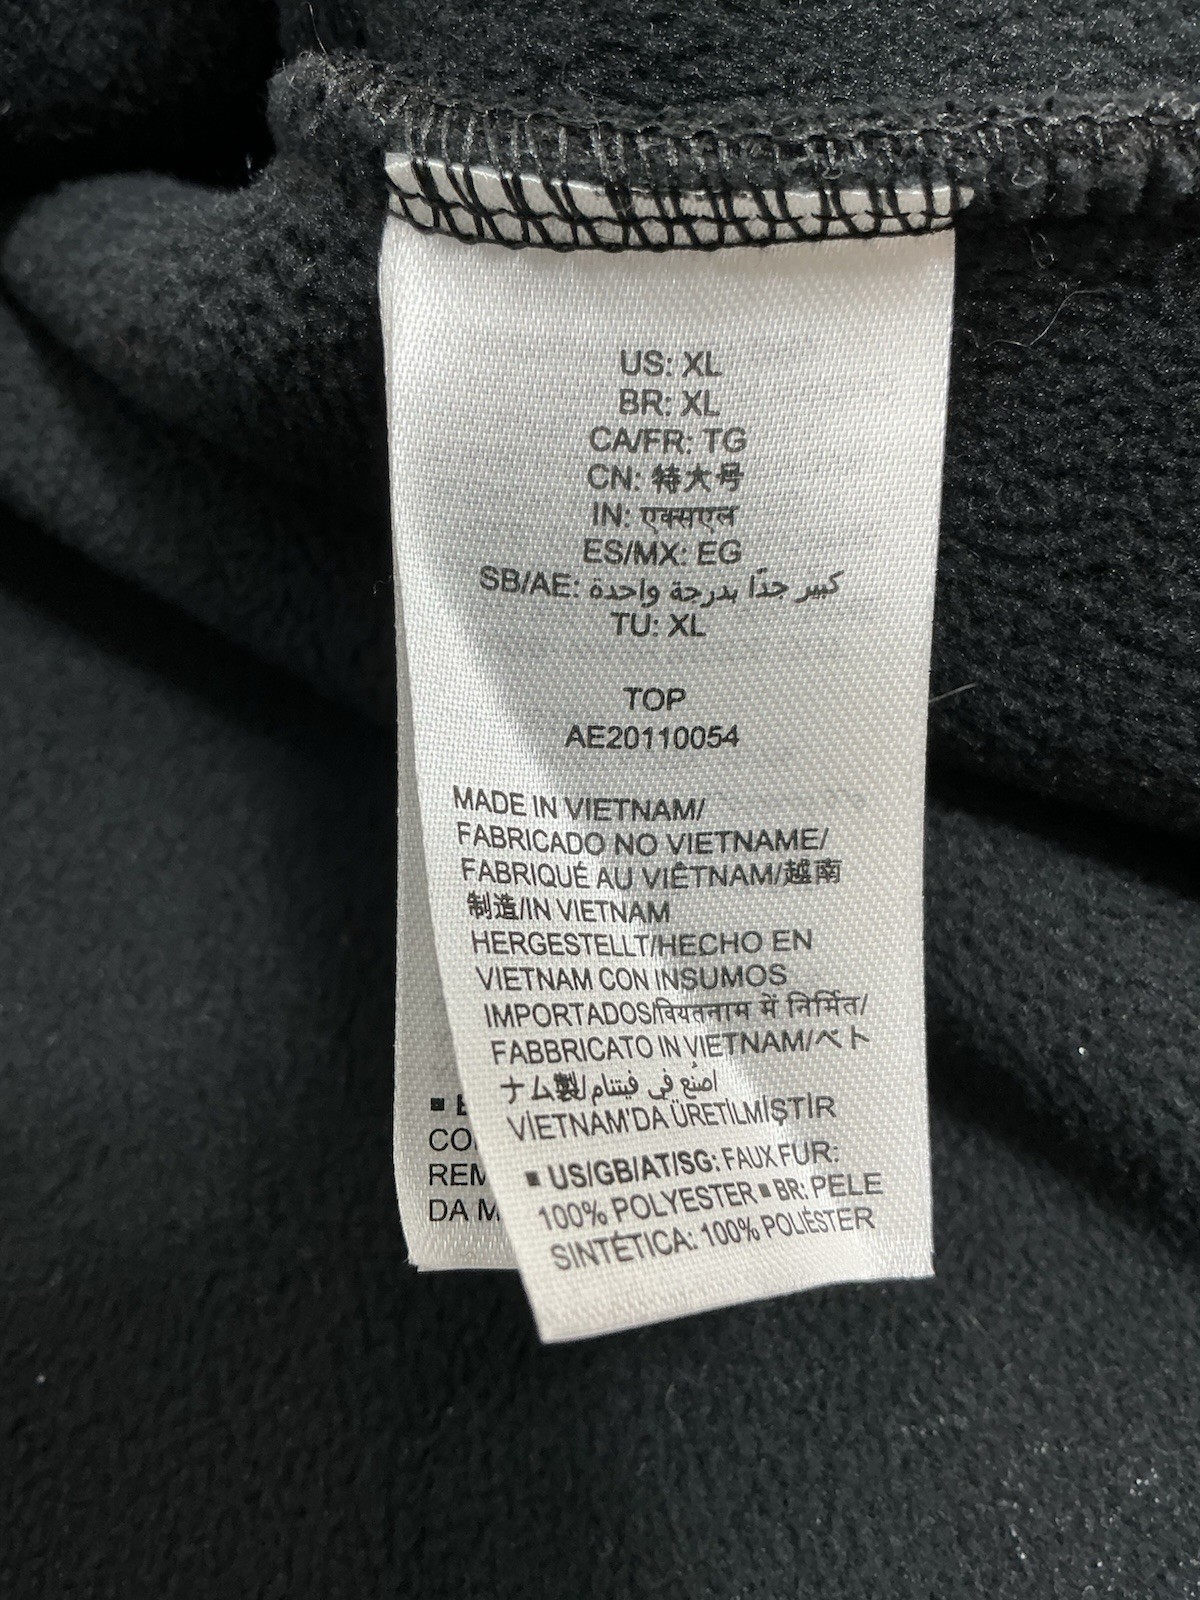 US: XL
BR: XL
CA/FR: TG
CN: 特大号
IN: एक्सएल
ES/MX: EG
SB/AE: كبير جدّا بدرجة واحدة
TU: XL
TOP
AE20110054
MADE IN VIETNAM/
FABRICADO NO VIETNAME/
FABRIQUÉ AU VIÊTNAM/越南
制造/IN VIETNAM
HERGESTELLT/HECHO EN
VIETNAM CON INSUMOS
IMPORTADOS/वियतनाम में निर्मित/
FABBRICATO IN VIETNAM/ベト
ナム製/صُنع في فيتنام/
VİETNAM'DA ÜRETİLMİŞTİR
▪ US/GB/AT/SG: FAUX FUR:
100% POLYESTER ▪ BR: PELE
SINTÉTICA: 100% POLIÉSTER
CO
REM
DA M